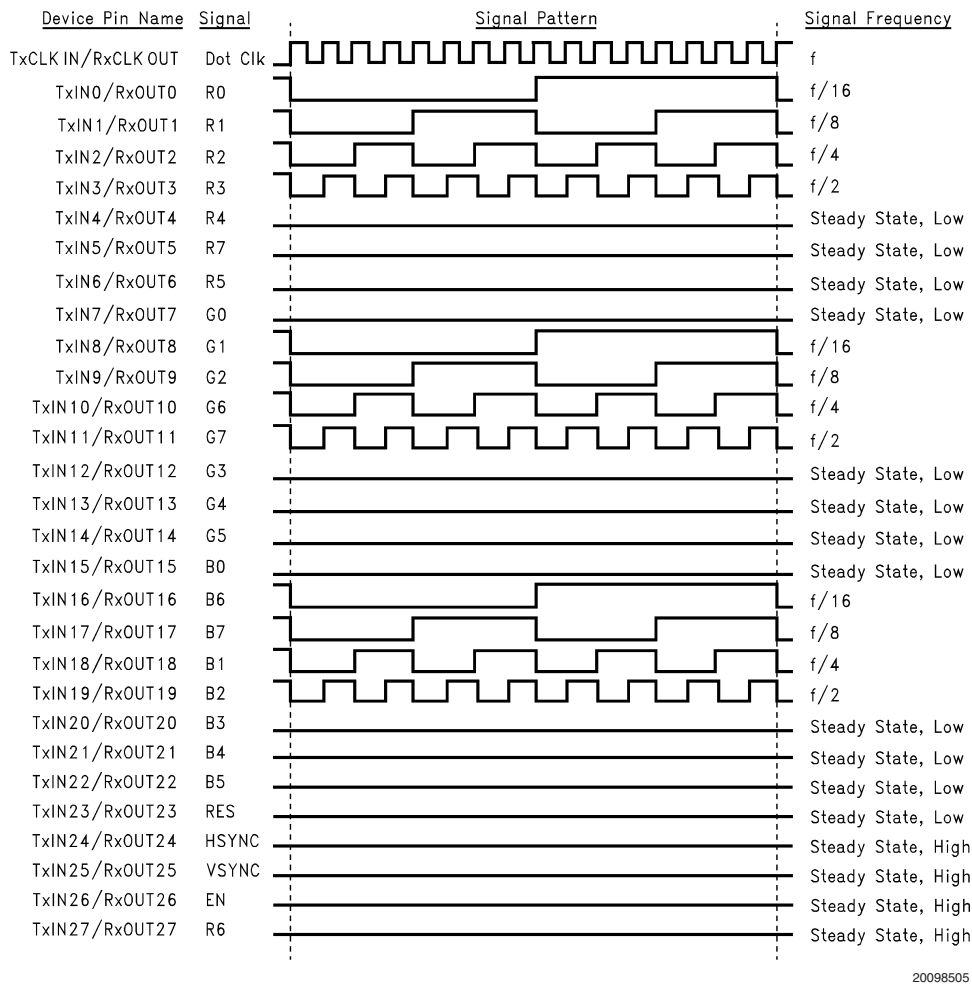 Device Pin Name Signal Signal Pattern Signal Frequency
TxCLK IN/RxCLK OUT Dot Clk f
TxIN0/RxOUT0 R0 f/16
TxIN1/RxOUT1 R1 f/8
TxIN2/RxOUT2 R2 f/4
TxIN3/RxOUT3 R3 f/2
TxIN4/RxOUT4 R4 Steady State, Low
TxIN5/RxOUT5 R7 Steady State, Low
TxIN6/RxOUT6 R5 Steady State, Low
TxIN7/RxOUT7 G0 Steady State, Low
TxIN8/RxOUT8 G1 f/16
TxIN9/RxOUT9 G2 f/8
TxIN10/RxOUT10 G6 f/4
TxIN11/RxOUT11 G7 f/2
TxIN12/RxOUT12 G3 Steady State, Low
TxIN13/RxOUT13 G4 Steady State, Low
TxIN14/RxOUT14 G5 Steady State, Low
TxIN15/RxOUT15 B0 Steady State, Low
TxIN16/RxOUT16 B6 f/16
TxIN17/RxOUT17 B7 f/8
TxIN18/RxOUT18 B1 f/4
TxIN19/RxOUT19 B2 f/2
TxIN20/RxOUT20 B3 Steady State, Low
TxIN21/RxOUT21 B4 Steady State, Low
TxIN22/RxOUT22 B5 Steady State, Low
TxIN23/RxOUT23 RES Steady State, Low
TxIN24/RxOUT24 HSYNC Steady State, High
TxIN25/RxOUT25 VSYNC Steady State, High
TxIN26/RxOUT26 EN Steady State, High
TxIN27/RxOUT27 R6 Steady State, High
20098505